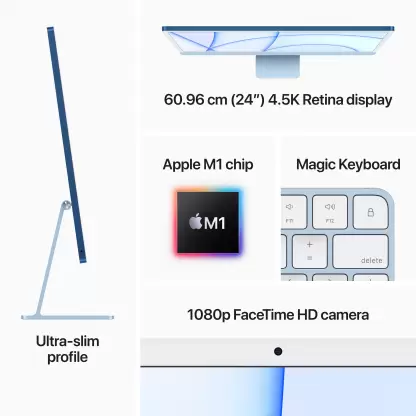 60.96 cm (24″) 4.5K Retina display
Apple M1 chip
Magic Keyboard
M1
F11
F12
+
=
delete
1080p FaceTime HD camera
Ultra-slim
profile